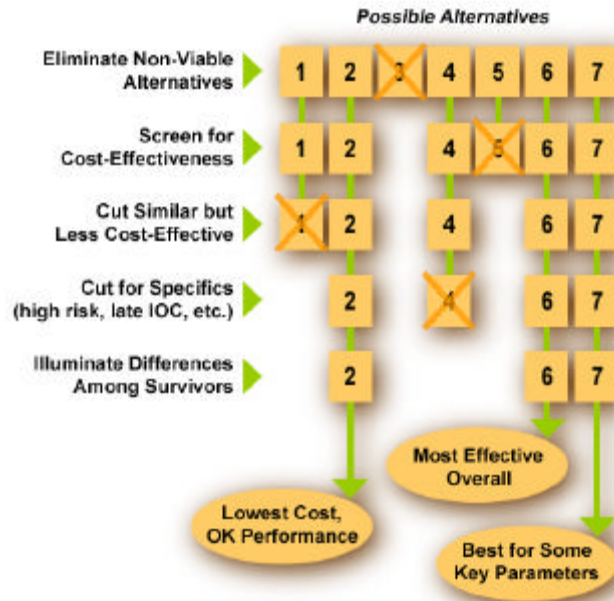 Possible Alternatives
Eliminate Non-Viable
Alternatives
1 2 3 4 5 6 7
Screen for
Cost-Effectiveness
1 2 4 5 6 7
Cut Similar but
Less Cost-Effective
1 2 4 6 7
Cut for Specifics
(high risk, late IOC, etc.)
2 4 6 7
Illuminate Differences
Among Survivors
2 6 7
Most Effective
Overall
Lowest Cost,
OK Performance
Best for Some
Key Parameters